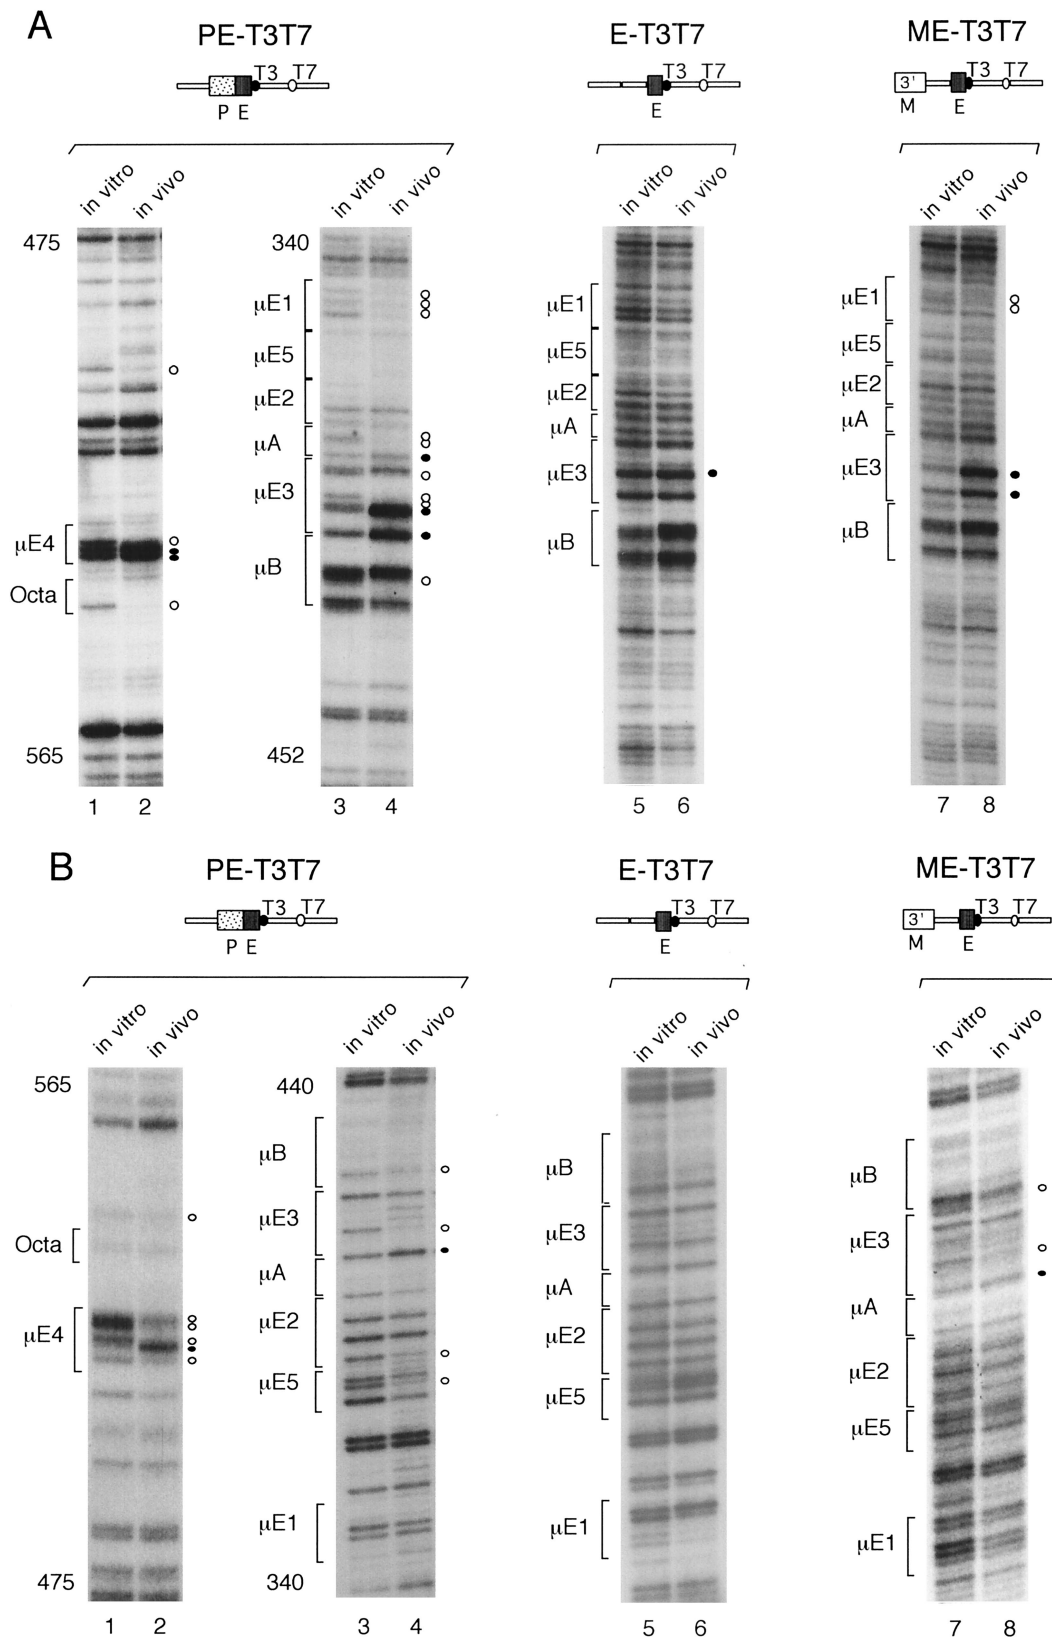 A
PE-T3T7
E-T3T7
ME-T3T7
T3 T7
P E
T3 T7
E
3' T3 T7
M E
in vitro in vivo
in vitro in vivo
in vitro in vivo
in vitro in vivo
475
565
μE4
Octa
340
452
μE1
μE5
μE2
μA
μE3
μB
μE1
μE5
μE2
μA
μE3
μB
μE1
μE5
μE2
μA
μE3
μB
1 2 3 4 5 6 7 8
B
PE-T3T7
E-T3T7
ME-T3T7
T3 T7
P E
T3 T7
E
3' T3 T7
M E
in vitro in vivo
in vitro in vivo
in vitro in vivo
in vitro in vivo
565
Octa
μE4
475
440
μB
μE3
μA
μE2
μE5
μE1
340
μB
μE3
μA
μE2
μE5
μE1
μB
μE3
μA
μE2
μE5
μE1
1 2 3 4 5 6 7 8